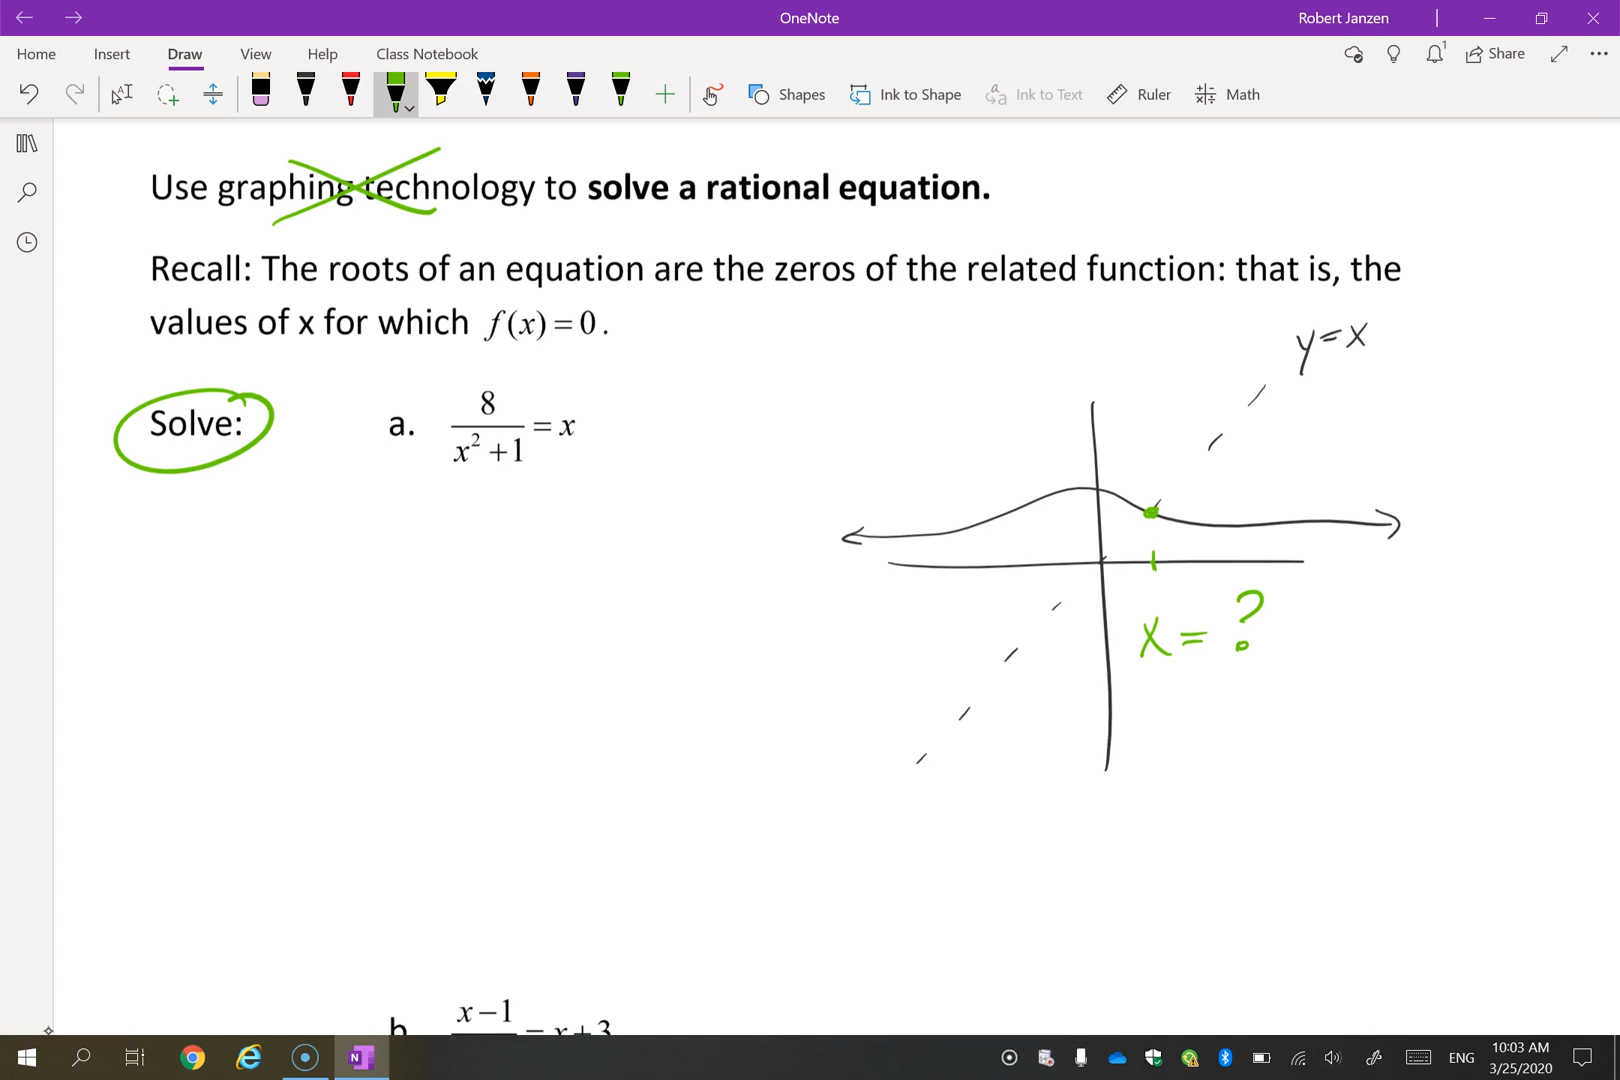 OneNote
Robert Janzen
Home Insert Draw View Help Class Notebook
1
Share
Shapes Ink to Shape Ink to Text Ruler Math
Use graphing technology to solve a rational equation.
Recall: The roots of an equation are the zeros of the related function: that is, the
values of x for which f(x) = 0.
y=x
Solve: a. 8/(x² + 1) = x
x = ?
b x − 1 = x + 3
N
ENG
10:03 AM
3/25/2020